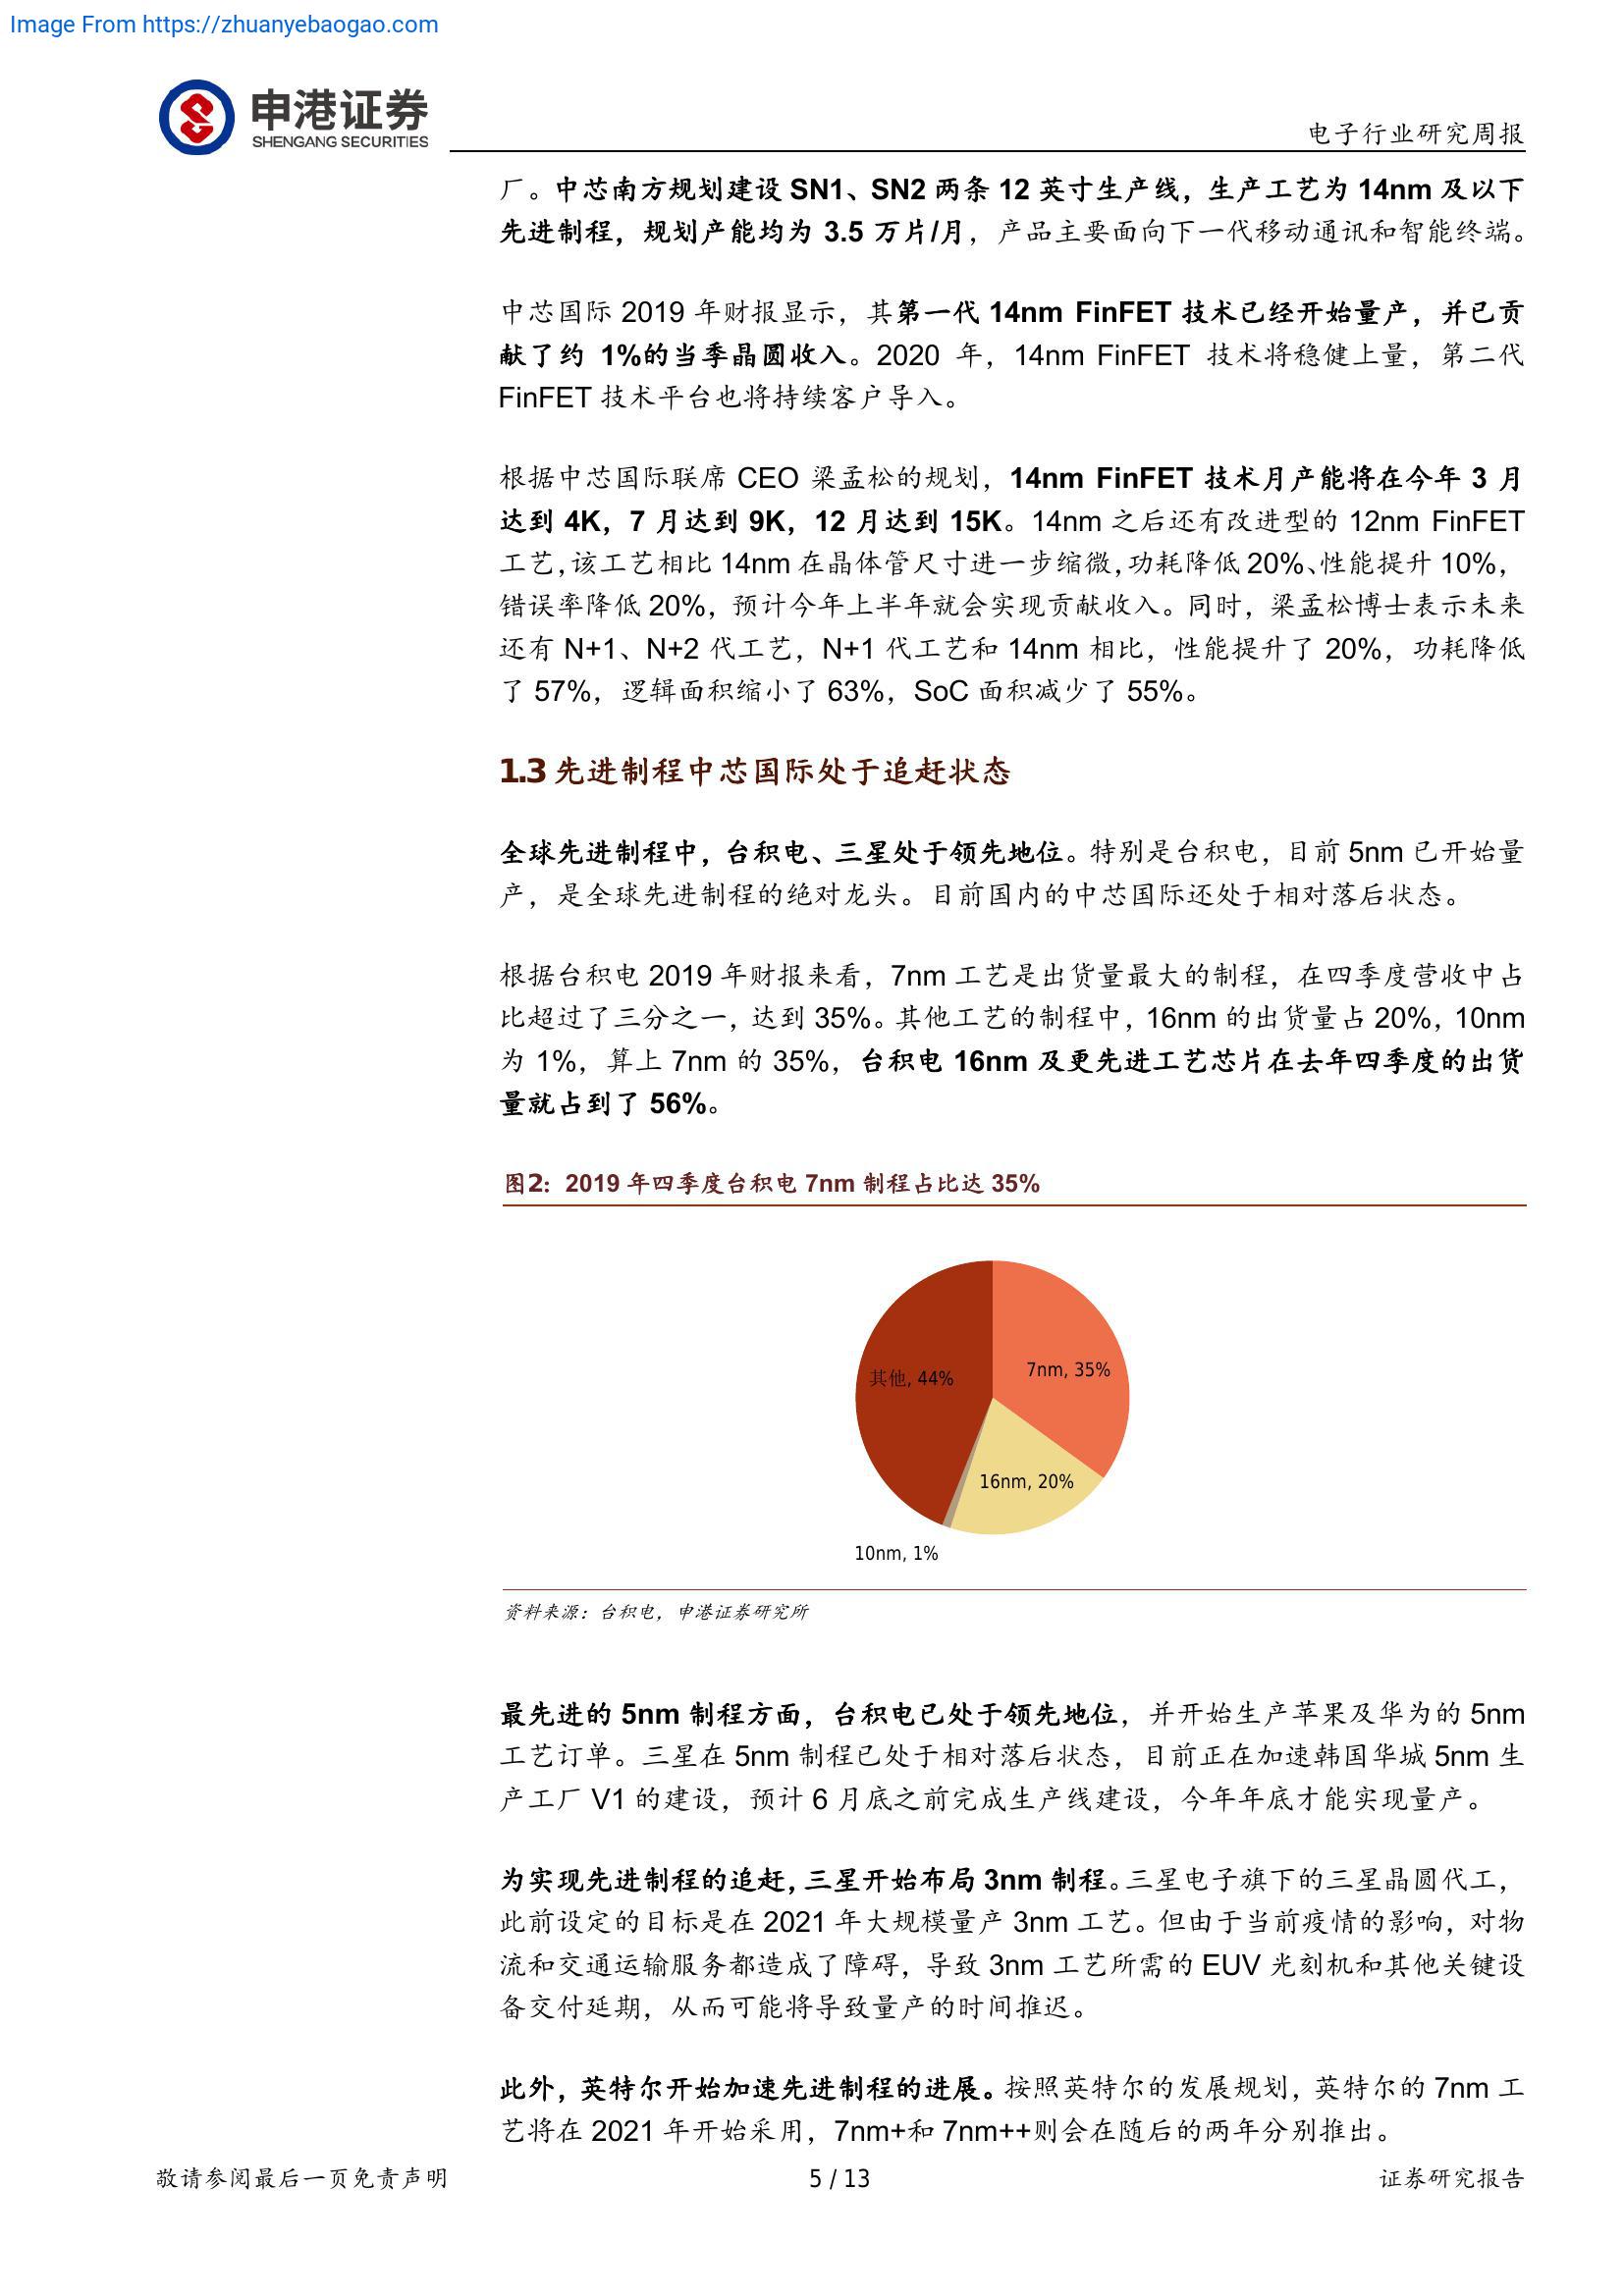 Image From https://zhuanyebaogao.com
申港证券
SHENGANG SECURITIES
电子行业研究周报
厂。中芯南方规划建设 SN1、SN2 两条 12 英寸生产线，生产工艺为 14nm 及以下
先进制程，规划产能均为 3.5 万片/月，产品主要面向下一代移动通讯和智能终端。
中芯国际 2019 年财报显示，其第一代 14nm FinFET 技术已经开始量产，并已贡
献了约 1%的当季晶圆收入。2020 年，14nm FinFET 技术将稳健上量，第二代
FinFET 技术平台也将持续客户导入。
根据中芯国际联席 CEO 梁孟松的规划，14nm FinFET 技术月产能将在今年 3 月
达到 4K，7 月达到 9K，12 月达到 15K。14nm 之后还有改进型的 12nm FinFET
工艺，该工艺相比 14nm 在晶体管尺寸进一步缩微，功耗降低 20%、性能提升 10%，
错误率降低 20%，预计今年上半年就会实现贡献收入。同时，梁孟松博士表示未来
还有 N+1、N+2 代工艺，N+1 代工艺和 14nm 相比，性能提升了 20%，功耗降低
了 57%，逻辑面积缩小了 63%，SoC 面积减少了 55%。
1.3 先进制程中芯国际处于追赶状态
全球先进制程中，台积电、三星处于领先地位。特别是台积电，目前 5nm 已开始量
产，是全球先进制程的绝对龙头。目前国内的中芯国际还处于相对落后状态。
根据台积电 2019 年财报来看，7nm 工艺是出货量最大的制程，在四季度营收中占
比超过了三分之一，达到 35%。其他工艺的制程中，16nm 的出货量占 20%，10nm
为 1%，算上 7nm 的 35%，台积电 16nm 及更先进工艺芯片在去年四季度的出货
量就占到了 56%。
图2：2019 年四季度台积电 7nm 制程占比达 35%
7nm, 35%
其他, 44%
16nm, 20%
10nm, 1%
资料来源：台积电，申港证券研究所
最先进的 5nm 制程方面，台积电已处于领先地位，并开始生产苹果及华为的 5nm
工艺订单。三星在 5nm 制程已处于相对落后状态，目前正在加速韩国华城 5nm 生
产工厂 V1 的建设，预计 6 月底之前完成生产线建设，今年年底才能实现量产。
为实现先进制程的追赶，三星开始布局 3nm 制程。三星电子旗下的三星晶圆代工，
此前设定的目标是在 2021 年大规模量产 3nm 工艺。但由于当前疫情的影响，对物
流和交通运输服务都造成了障碍，导致 3nm 工艺所需的 EUV 光刻机和其他关键设
备交付延期，从而可能将导致量产的时间推迟。
此外，英特尔开始加速先进制程的进展。按照英特尔的发展规划，英特尔的 7nm 工
艺将在 2021 年开始采用，7nm+和 7nm++则会在随后的两年分别推出。
敬请参阅最后一页免责声明
5 / 13
证券研究报告